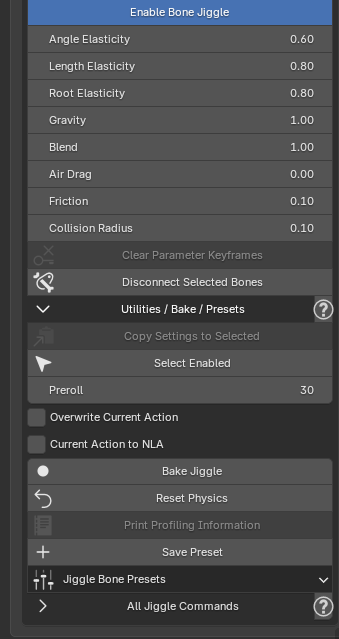 Enable Bone Jiggle
Angle Elasticity 0.60
Length Elasticity 0.80
Root Elasticity 0.80
Gravity 1.00
Blend 1.00
Air Drag 0.00
Friction 0.10
Collision Radius 0.10
Clear Parameter Keyframes
Disconnect Selected Bones
Utilities / Bake / Presets ?
Copy Settings to Selected
Select Enabled
Preroll 30
Overwrite Current Action
Current Action to NLA
Bake Jiggle
Reset Physics
Print Profiling Information
Save Preset
Jiggle Bone Presets
All Jiggle Commands ?